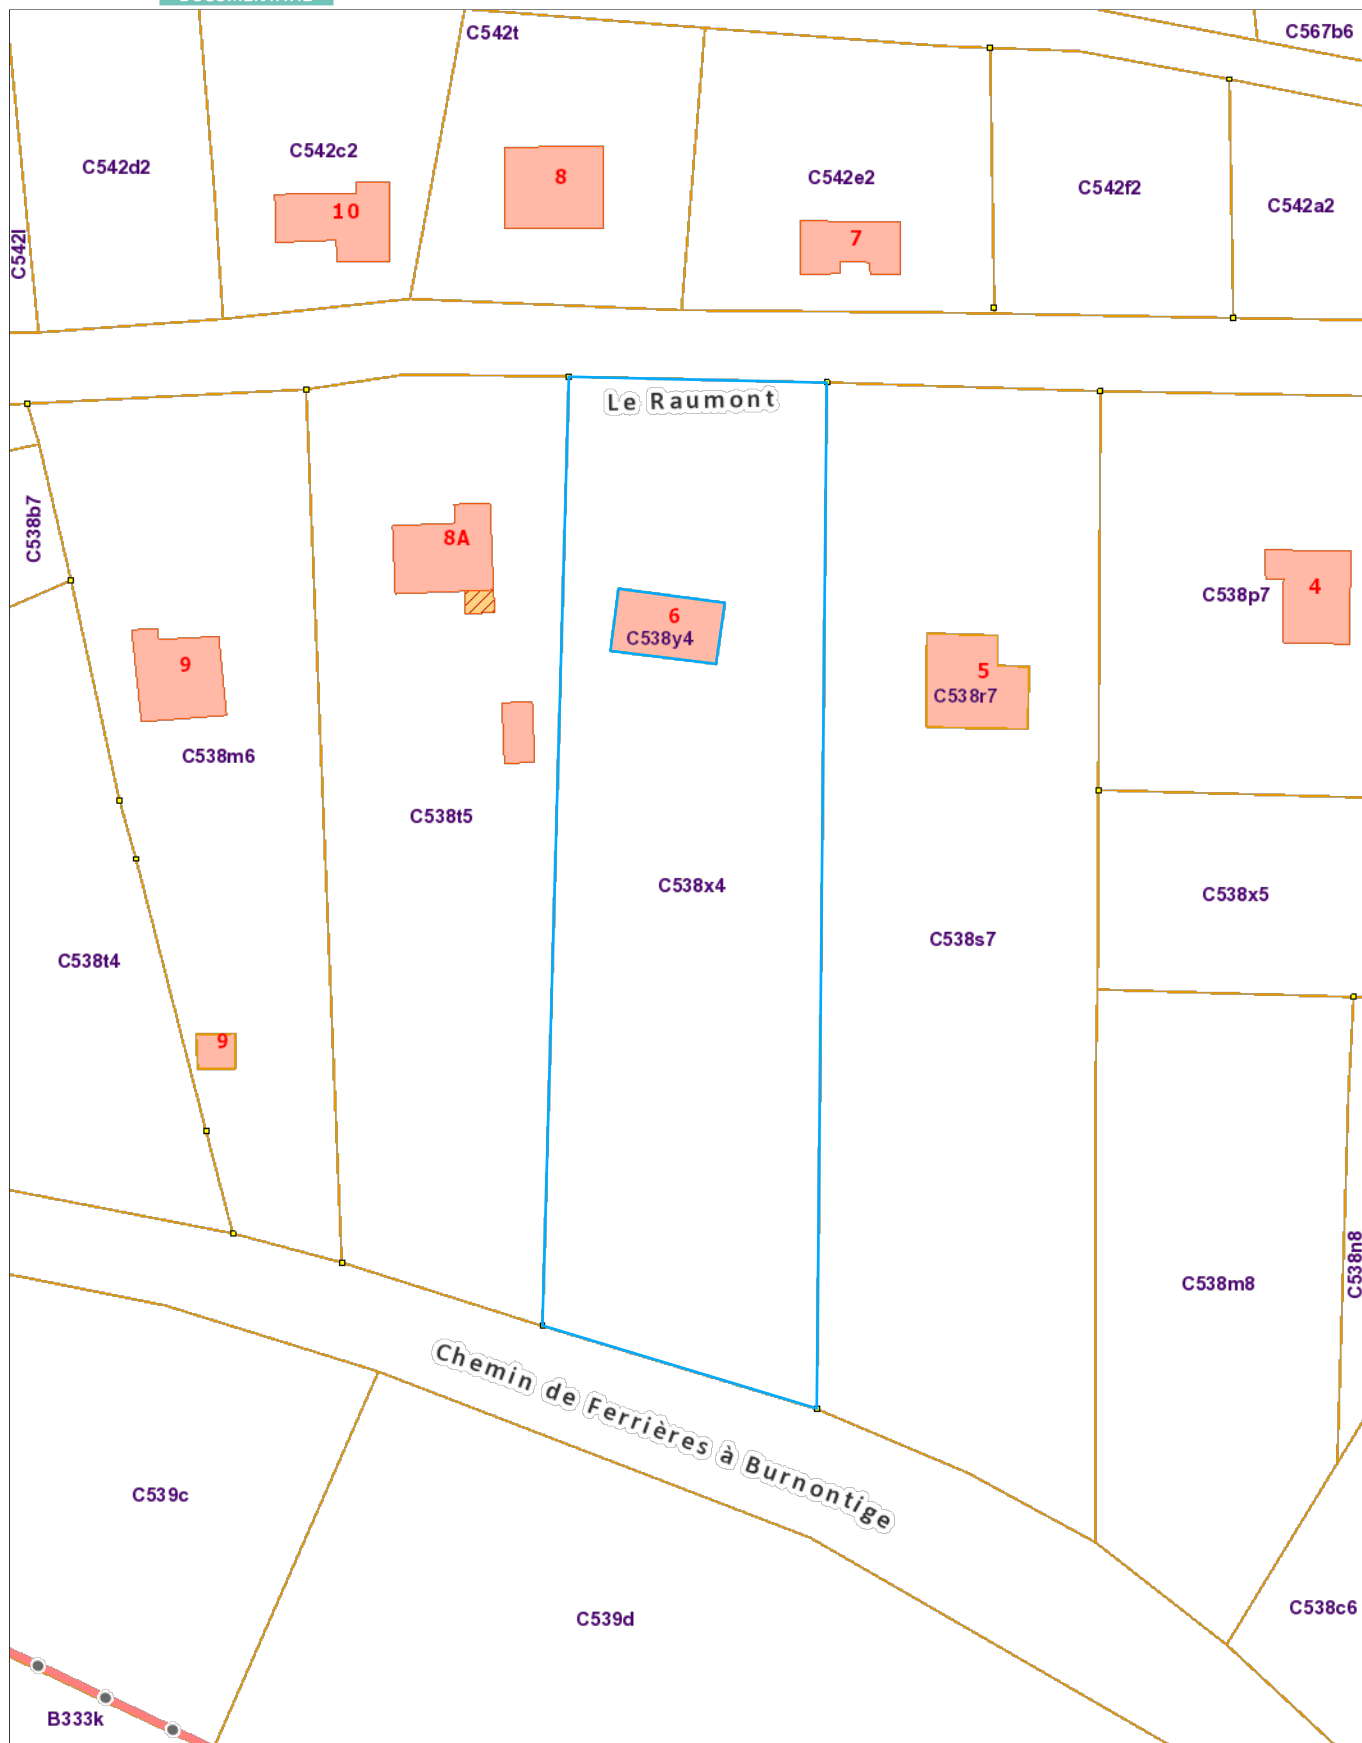 C542t
C567b6
C542d2
C542c2
8
C542e2
C542f2
C542a2
10
7
C542l
Le Raumont
C538b7
8A
C538p7
4
6
C538y4
9
5
C538r7
C538m6
C538t5
C538x4
C538x5
C538s7
C538t4
9
C538m8
C538n8
Chemin de Ferrières à Burnontige
C539c
C538c6
C539d
B333k